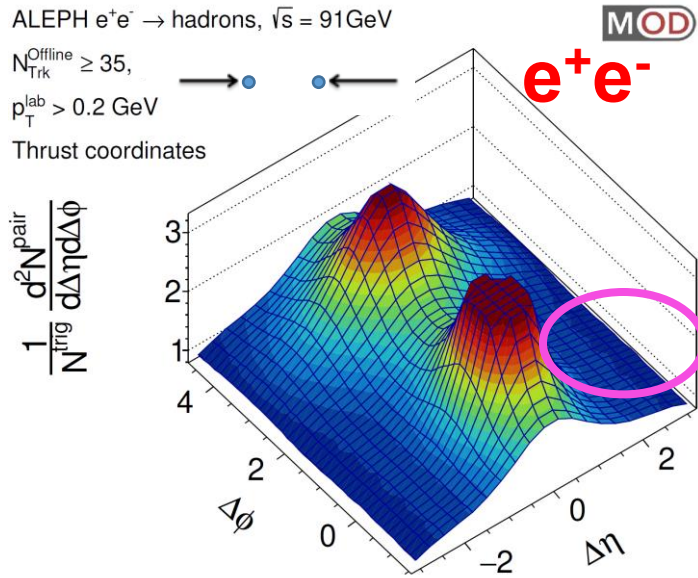 ALEPH e⁺e⁻ → hadrons, √s = 91GeV
MOD
N_Trk^Offline ≥ 35,
e⁺e⁻
p_T^lab > 0.2 GeV
Thrust coordinates
1/N^trig d²N^pair/dΔηdΔϕ
3
2
1
4
2
0
Δϕ
−2
0
2
Δη